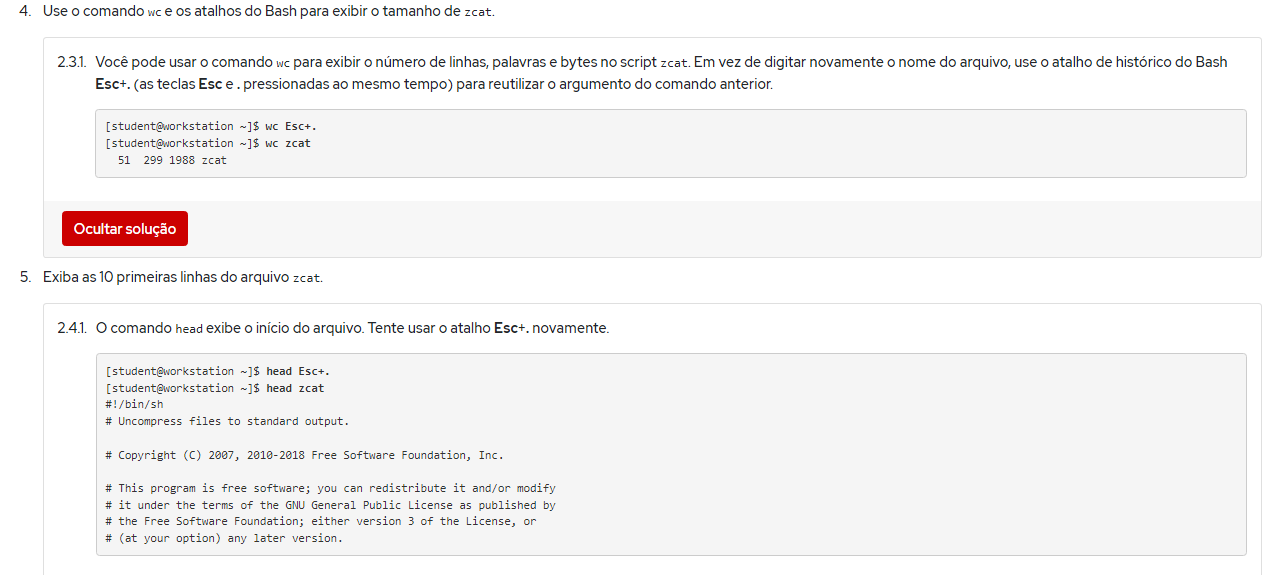 4. Use o comando wc e os atalhos do Bash para exibir o tamanho de zcat.
2.3.1. Você pode usar o comando wc para exibir o número de linhas, palavras e bytes no script zcat. Em vez de digitar novamente o nome do arquivo, use o atalho de histórico do Bash
Esc+. (as teclas Esc e . pressionadas ao mesmo tempo) para reutilizar o argumento do comando anterior.
[student@workstation ~]$ wc Esc+.
[student@workstation ~]$ wc zcat
  51  299 1988 zcat
Ocultar solução
5. Exiba as 10 primeiras linhas do arquivo zcat.
2.4.1. O comando head exibe o início do arquivo. Tente usar o atalho Esc+. novamente.
[student@workstation ~]$ head Esc+.
[student@workstation ~]$ head zcat
#!/bin/sh
# Uncompress files to standard output.
# Copyright (C) 2007, 2010-2018 Free Software Foundation, Inc.
# This program is free software; you can redistribute it and/or modify
# it under the terms of the GNU General Public License as published by
# the Free Software Foundation; either version 3 of the License, or
# (at your option) any later version.